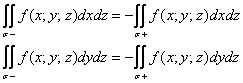 ∬ f(x; y; z)dxdz = −∬ f(x; y; z)dxdz
σ− σ+
∬ f(x; y; z)dydz = −∬ f(x; y; z)dydz
σ− σ+